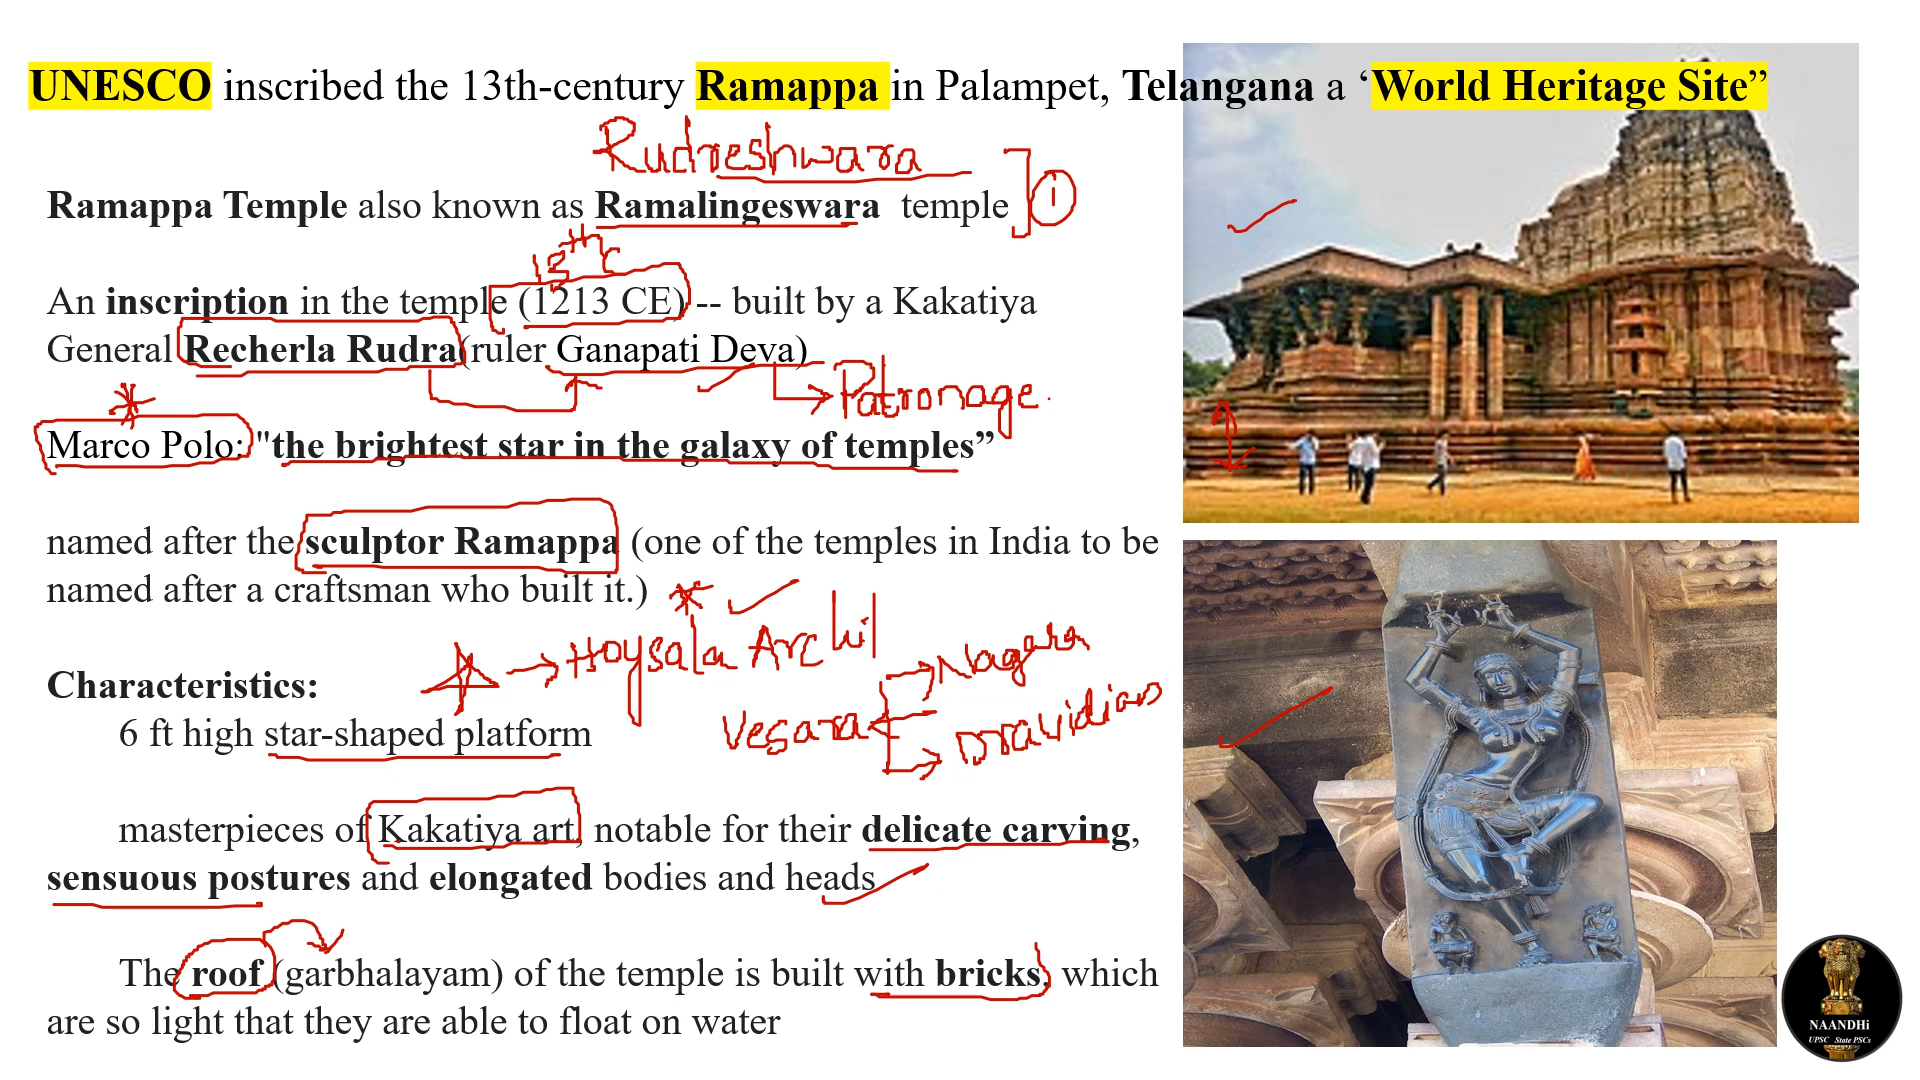 UNESCO inscribed the 13th-century Ramappa in Palampet, Telangana a ‘World Heritage Site”
Rudreshwara
Ramappa Temple also known as Ramalingeswara temple
1
13th C
An inscription in the temple (1213 CE) -- built by a Kakatiya
General Recherla Rudra(ruler Ganapati Deva)
Patronage.
Marco Polo: "the brightest star in the galaxy of temples”
named after the sculptor Ramappa (one of the temples in India to be
named after a craftsman who built it.)
Hoysala Archi
Nagara
Characteristics:
Vesara
Dravidian
6 ft high star-shaped platform
masterpieces of Kakatiya art, notable for their delicate carving,
sensuous postures and elongated bodies and heads
The roof (garbhalayam) of the temple is built with bricks, which
are so light that they are able to float on water
NAANDHi
UPSC State PSCs